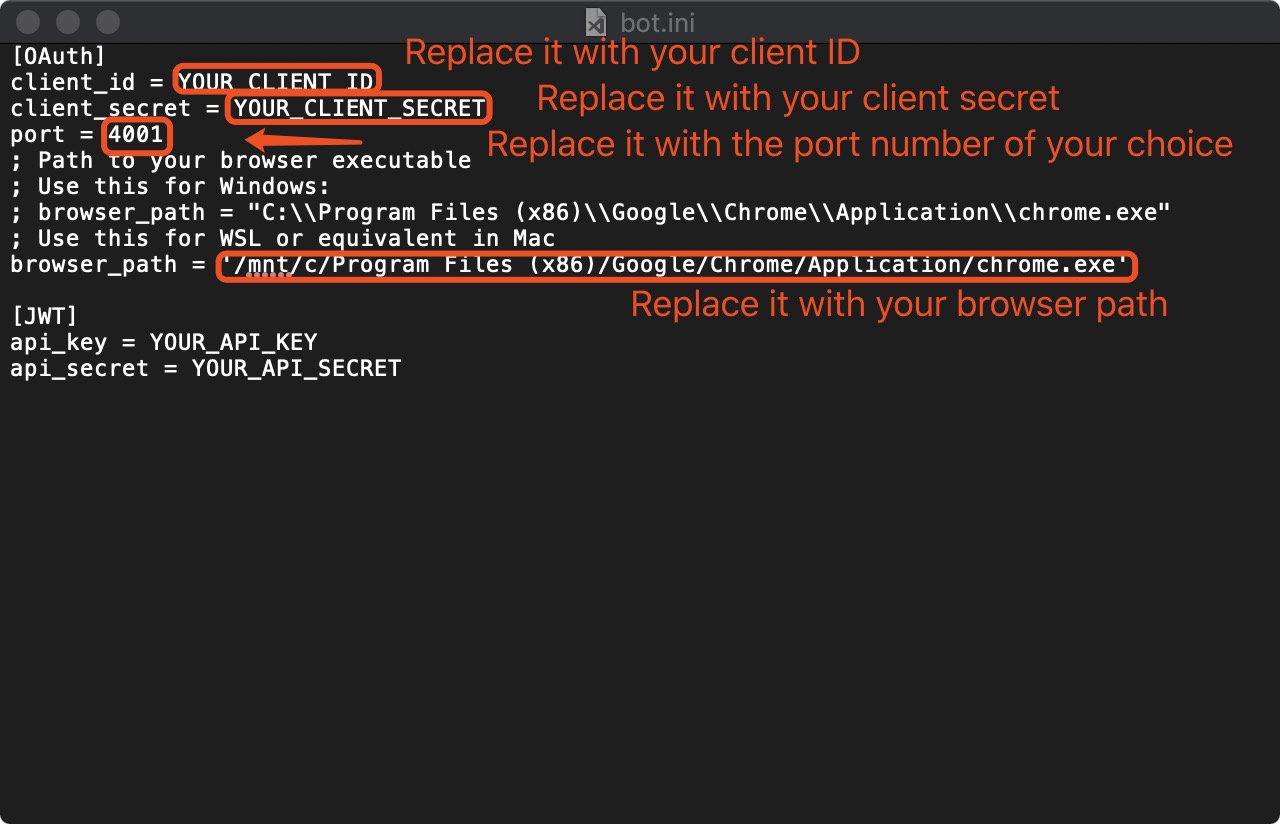 bot.ini
[OAuth]
Replace it with your client ID
client_id = YOUR_CLIENT_ID
client_secret = YOUR_CLIENT_SECRET
Replace it with your client secret
port = 4001
Replace it with the port number of your choice
; Path to your browser executable
; Use this for Windows:
; browser_path = "C:\\Program Files (x86)\\Google\\Chrome\\Application\\chrome.exe"
; Use this for WSL or equivalent in Mac
browser_path = '/mnt/c/Program Files (x86)/Google/Chrome/Application/chrome.exe'
Replace it with your browser path
[JWT]
api_key = YOUR_API_KEY
api_secret = YOUR_API_SECRET